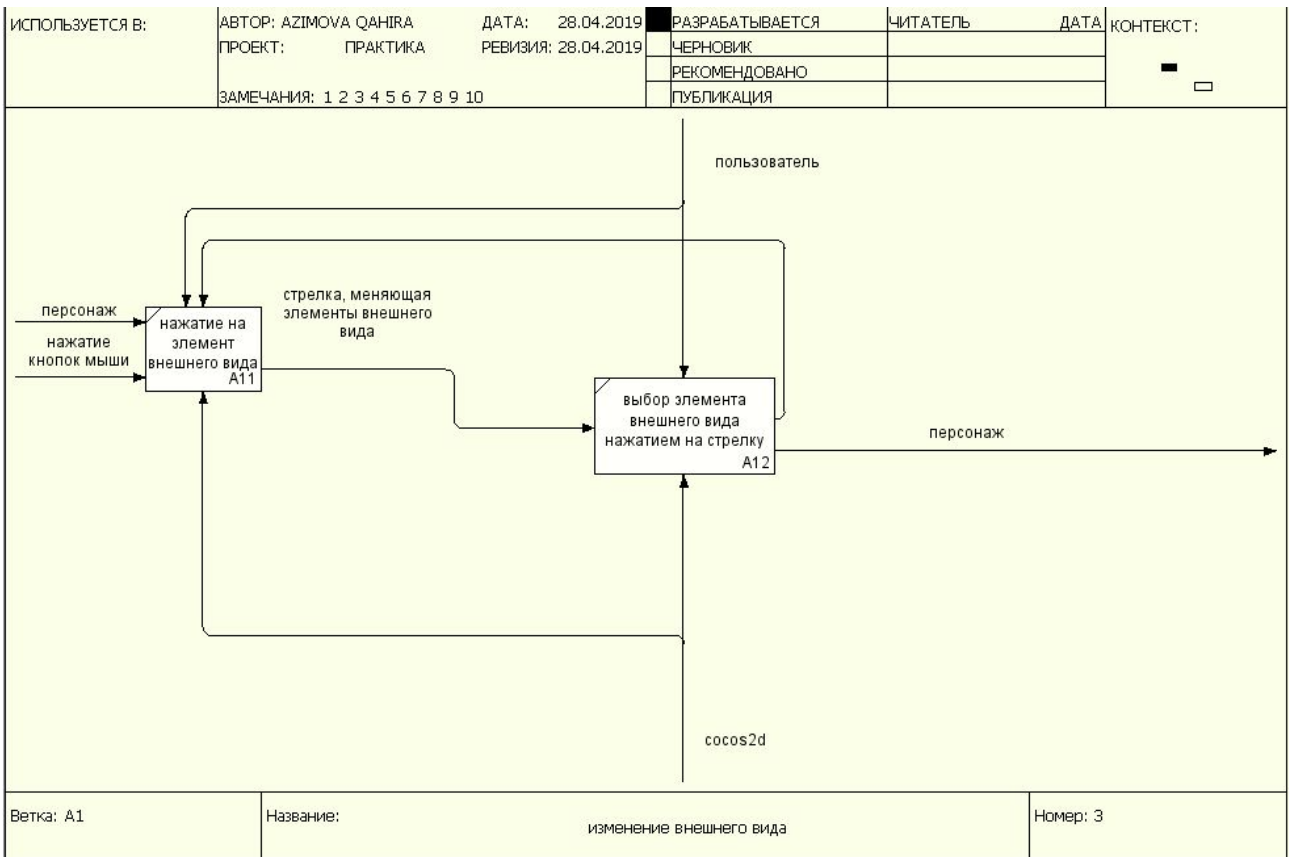 ИСПОЛЬЗУЕТСЯ В:
АВТОР: AZIMOVA QAHIRA
ДАТА: 28.04.2019
ПРОЕКТ: ПРАКТИКА
РЕВИЗИЯ: 28.04.2019
ЗАМЕЧАНИЯ: 1 2 3 4 5 6 7 8 9 10
РАЗРАБАТЫВАЕТСЯ
ЧЕРНОВИК
РЕКОМЕНДОВАНО
ПУБЛИКАЦИЯ
ЧИТАТЕЛЬ
ДАТА
КОНТЕКСТ:
пользователь
персонаж
нажатие
кнопок мыши
нажатие на
элемент
внешнего вида
A11
стрелка, меняющая
элементы внешнего
вида
выбор элемента
внешнего вида
нажатием на стрелку
A12
персонаж
cocos2d
Ветка: A1
Название:
изменение внешнего вида
Номер: 3